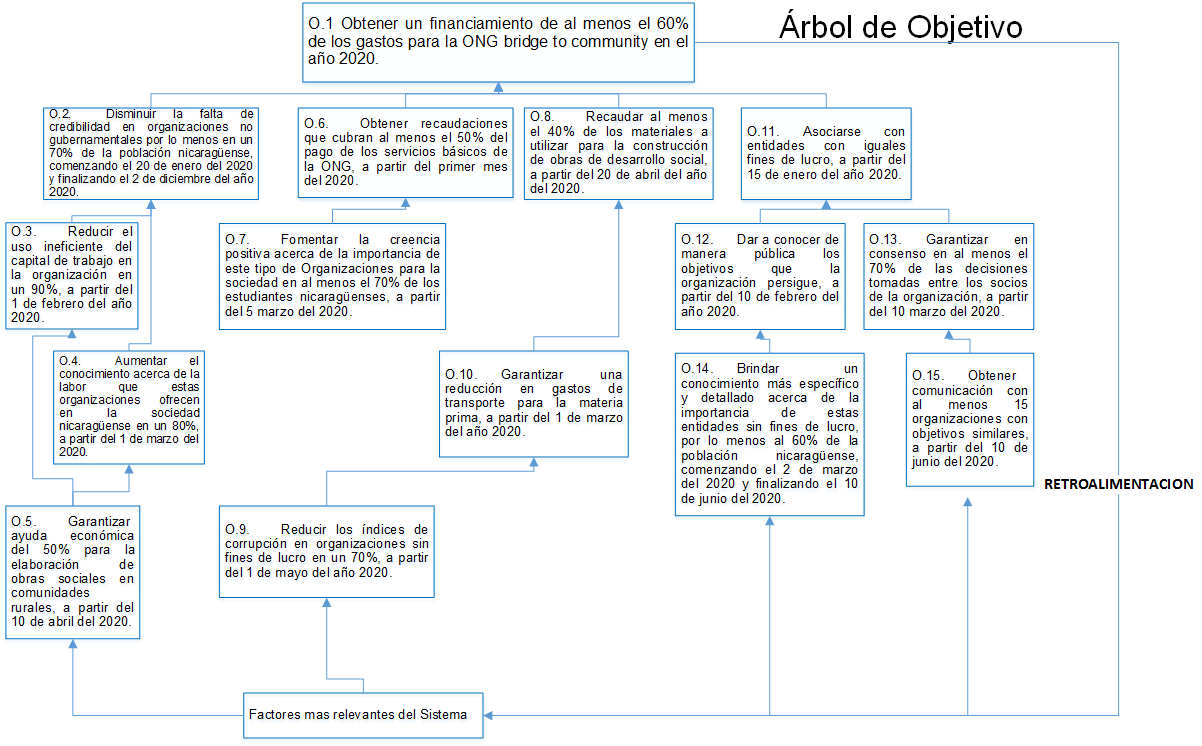 Árbol de Objetivo
O.1 Obtener un financiamiento de al menos el 60%
de los gastos para la ONG bridge to community en el
año 2020.
O.2. Disminuir la falta de
credibilidad en organizaciones no
gubernamentales por lo menos en un
70% de la población nicaragüense,
comenzando el 20 de enero del 2020
y finalizando el 2 de diciembre del año
2020.
O.6. Obtener recaudaciones
que cubran al menos el 50% del
pago de los servicios básicos de
la ONG, a partir del primer mes
del 2020.
O.8. Recaudar al menos
el 40% de los materiales a
utilizar para la construcción
de obras de desarrollo social,
a partir del 20 de abril del año
del 2020.
O.11. Asociarse con
entidades con iguales
fines de lucro, a partir del
15 de enero del año 2020.
O.3. Reducir el
uso ineficiente del
capital de trabajo en
la organización en
un 90%, a partir del
1 de febrero del año
2020.
O.7. Fomentar la creencia
positiva acerca de la importancia de
este tipo de Organizaciones para la
sociedad en al menos el 70% de los
estudiantes nicaragüenses, a partir
del 5 marzo del 2020.
O.12. Dar a conocer de
manera pública los
objetivos que la
organización persigue, a
partir del 10 de febrero del
año 2020.
O.13. Garantizar en
consenso en al menos el
70% de las decisiones
tomadas entre los socios
de la organización, a partir
del 10 marzo del 2020.
O.4. Aumentar el
conocimiento acerca de la
labor que estas
organizaciones ofrecen
en la sociedad
nicaragüense en un 80%,
a partir del 1 de marzo del
2020.
O.10. Garantizar una
reducción en gastos de
transporte para la materia
prima, a partir del 1 de marzo
del año 2020.
O.14. Brindar un
conocimiento más específico
y detallado acerca de la
importancia de estas
entidades sin fines de lucro,
por lo menos al 60% de la
población nicaragüense,
comenzando el 2 de marzo
del 2020 y finalizando el 10
de junio del 2020.
O.15. Obtener
comunicación con
al menos 15
organizaciones con
objetivos similares,
a partir del 10 de
junio del 2020.
RETROALIMENTACION
O.5. Garantizar
ayuda económica
del 50% para la
elaboración de
obras sociales en
comunidades
rurales, a partir del
10 de abril del 2020.
O.9. Reducir los índices de
corrupción en organizaciones sin
fines de lucro en un 70%, a partir
del 1 de mayo del año 2020.
Factores mas relevantes del Sistema